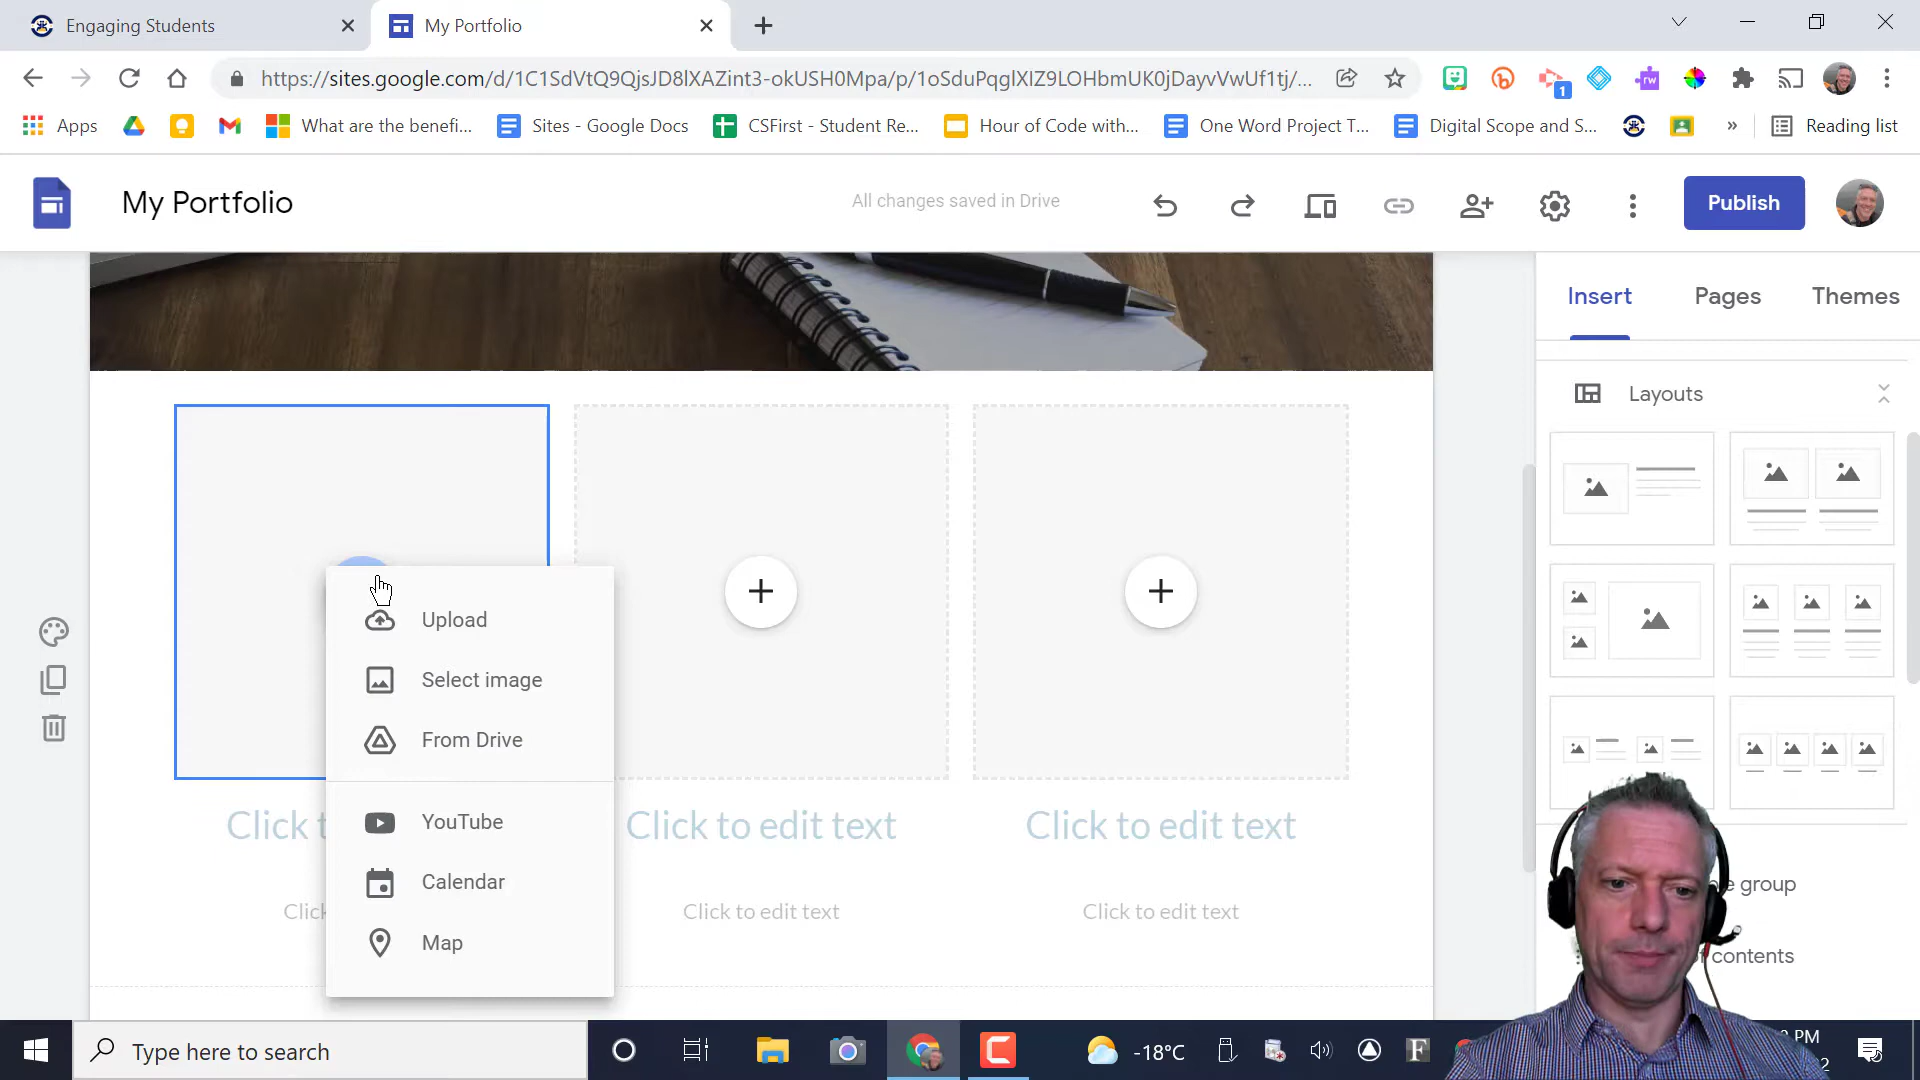 Engaging Students
My Portfolio
https://sites.google.com/d/1C1SdVtQ9QjsJD8lXAZint3-okUSH0Mpa/p/1oSduPqglXIZ9LOHbmUK0jDayvVwUf1tj/...
1
Apps
What are the benefi...
Sites - Google Docs
CSFirst - Student Re...
Hour of Code with...
One Word Project T...
Digital Scope and S...
»
Reading list
My Portfolio
All changes saved in Drive
Publish
Insert
Pages
Themes
Layouts
Upload
Select image
From Drive
YouTube
Calendar
Map
Click t
Click to edit text
Click to edit text
Clic
Click to edit text
Click to edit text
group
contents
Type here to search
-18°C
PM